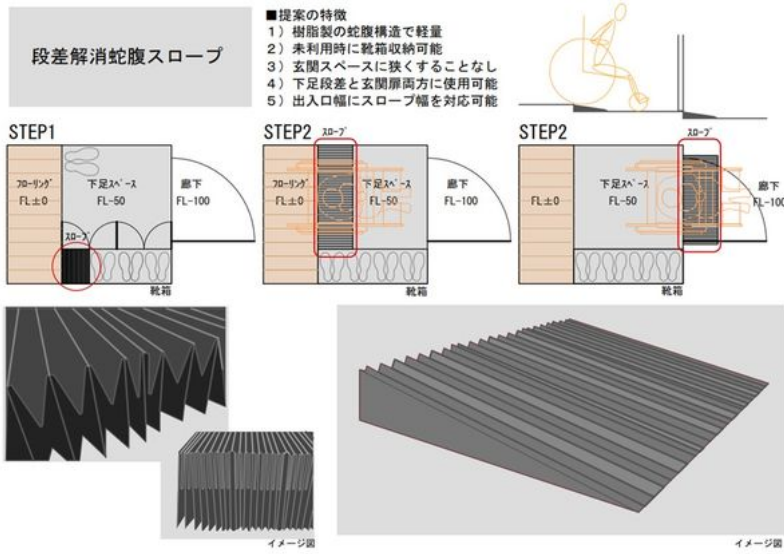 段差解消蛇腹スロープ
■提案の特徴
1）樹脂製の蛇腹構造で軽量
2）未利用時に靴箱収納可能
3）玄関スペースに狭くすることなし
4）下足段差と玄関扉両方に使用可能
5）出入口幅にスロープ幅を対応可能
STEP1
フローリング
FL±0
下足スペース
FL-50
廊下
FL-100
スロープ
靴箱
STEP2
スロープ
フローリング
FL±0
下足スペース
FL-50
廊下
FL-100
靴箱
STEP2
スロープ
FL±0
下足スペース
FL-50
廊下
FL-100
靴箱
イメージ図
イメージ図